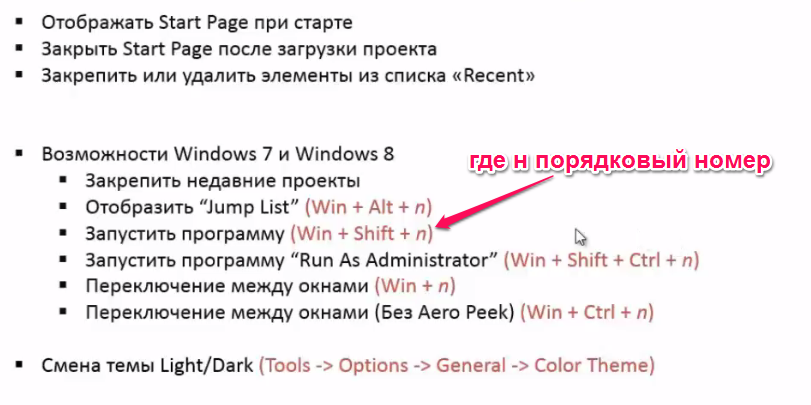 Отображать Start Page при старте
Закрыть Start Page после загрузки проекта
Закрепить или удалить элементы из списка «Recent»
Возможности Windows 7 и Windows 8
где н порядковый номер
Закрепить недавние проекты
Отобразить “Jump List” (Win + Alt + n)
Запустить программу (Win + Shift + n)
Запустить программу “Run As Administrator” (Win + Shift + Ctrl + n)
Переключение между окнами (Win + n)
Переключение между окнами (Без Aero Peek) (Win + Ctrl + n)
Смена темы Light/Dark (Tools -> Options -> General -> Color Theme)